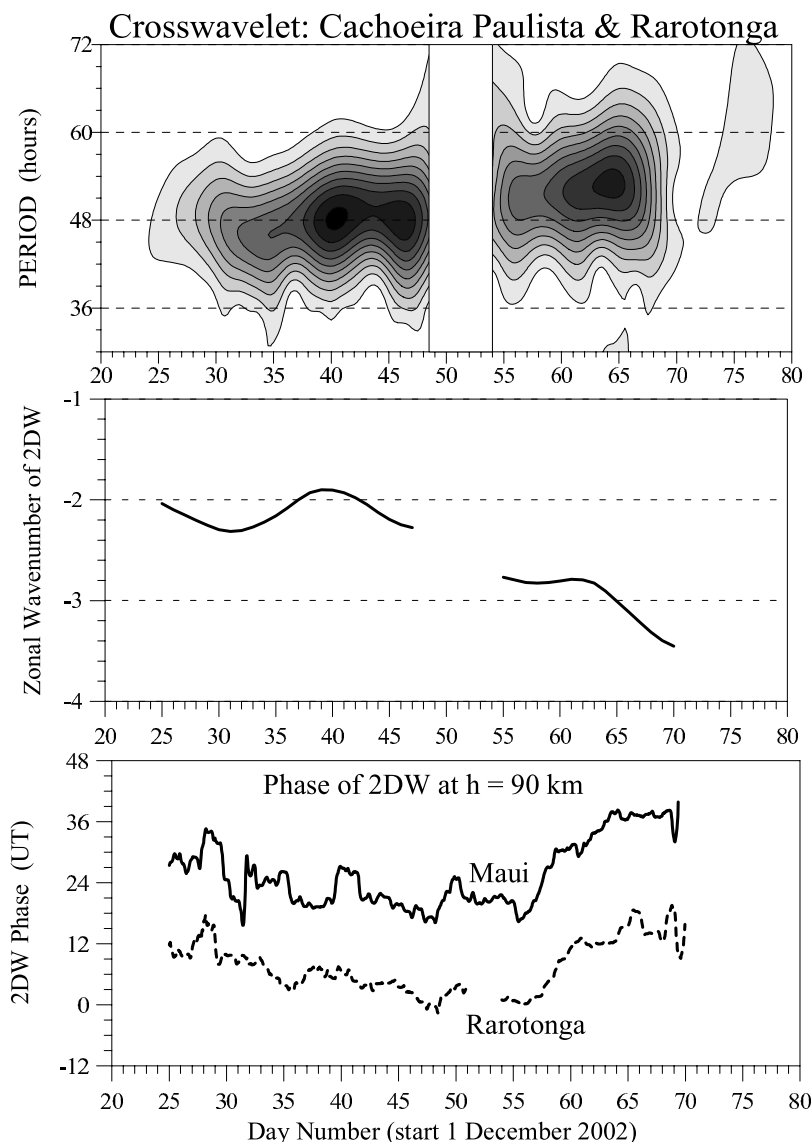 Crosswavelet: Cachoeira Paulista & Rarotonga
72
60
48
36
PERIOD (hours)
20 25 30 35 40 45 50 55 60 65 70 75 80
-1
-2
-3
-4
Zonal Wavenumber of 2DW
20 25 30 35 40 45 50 55 60 65 70 75 80
48
36
24
12
0
-12
2DW Phase (UT)
Phase of 2DW at h = 90 km
Maui
Rarotonga
20 25 30 35 40 45 50 55 60 65 70 75 80
Day Number (start 1 December 2002)